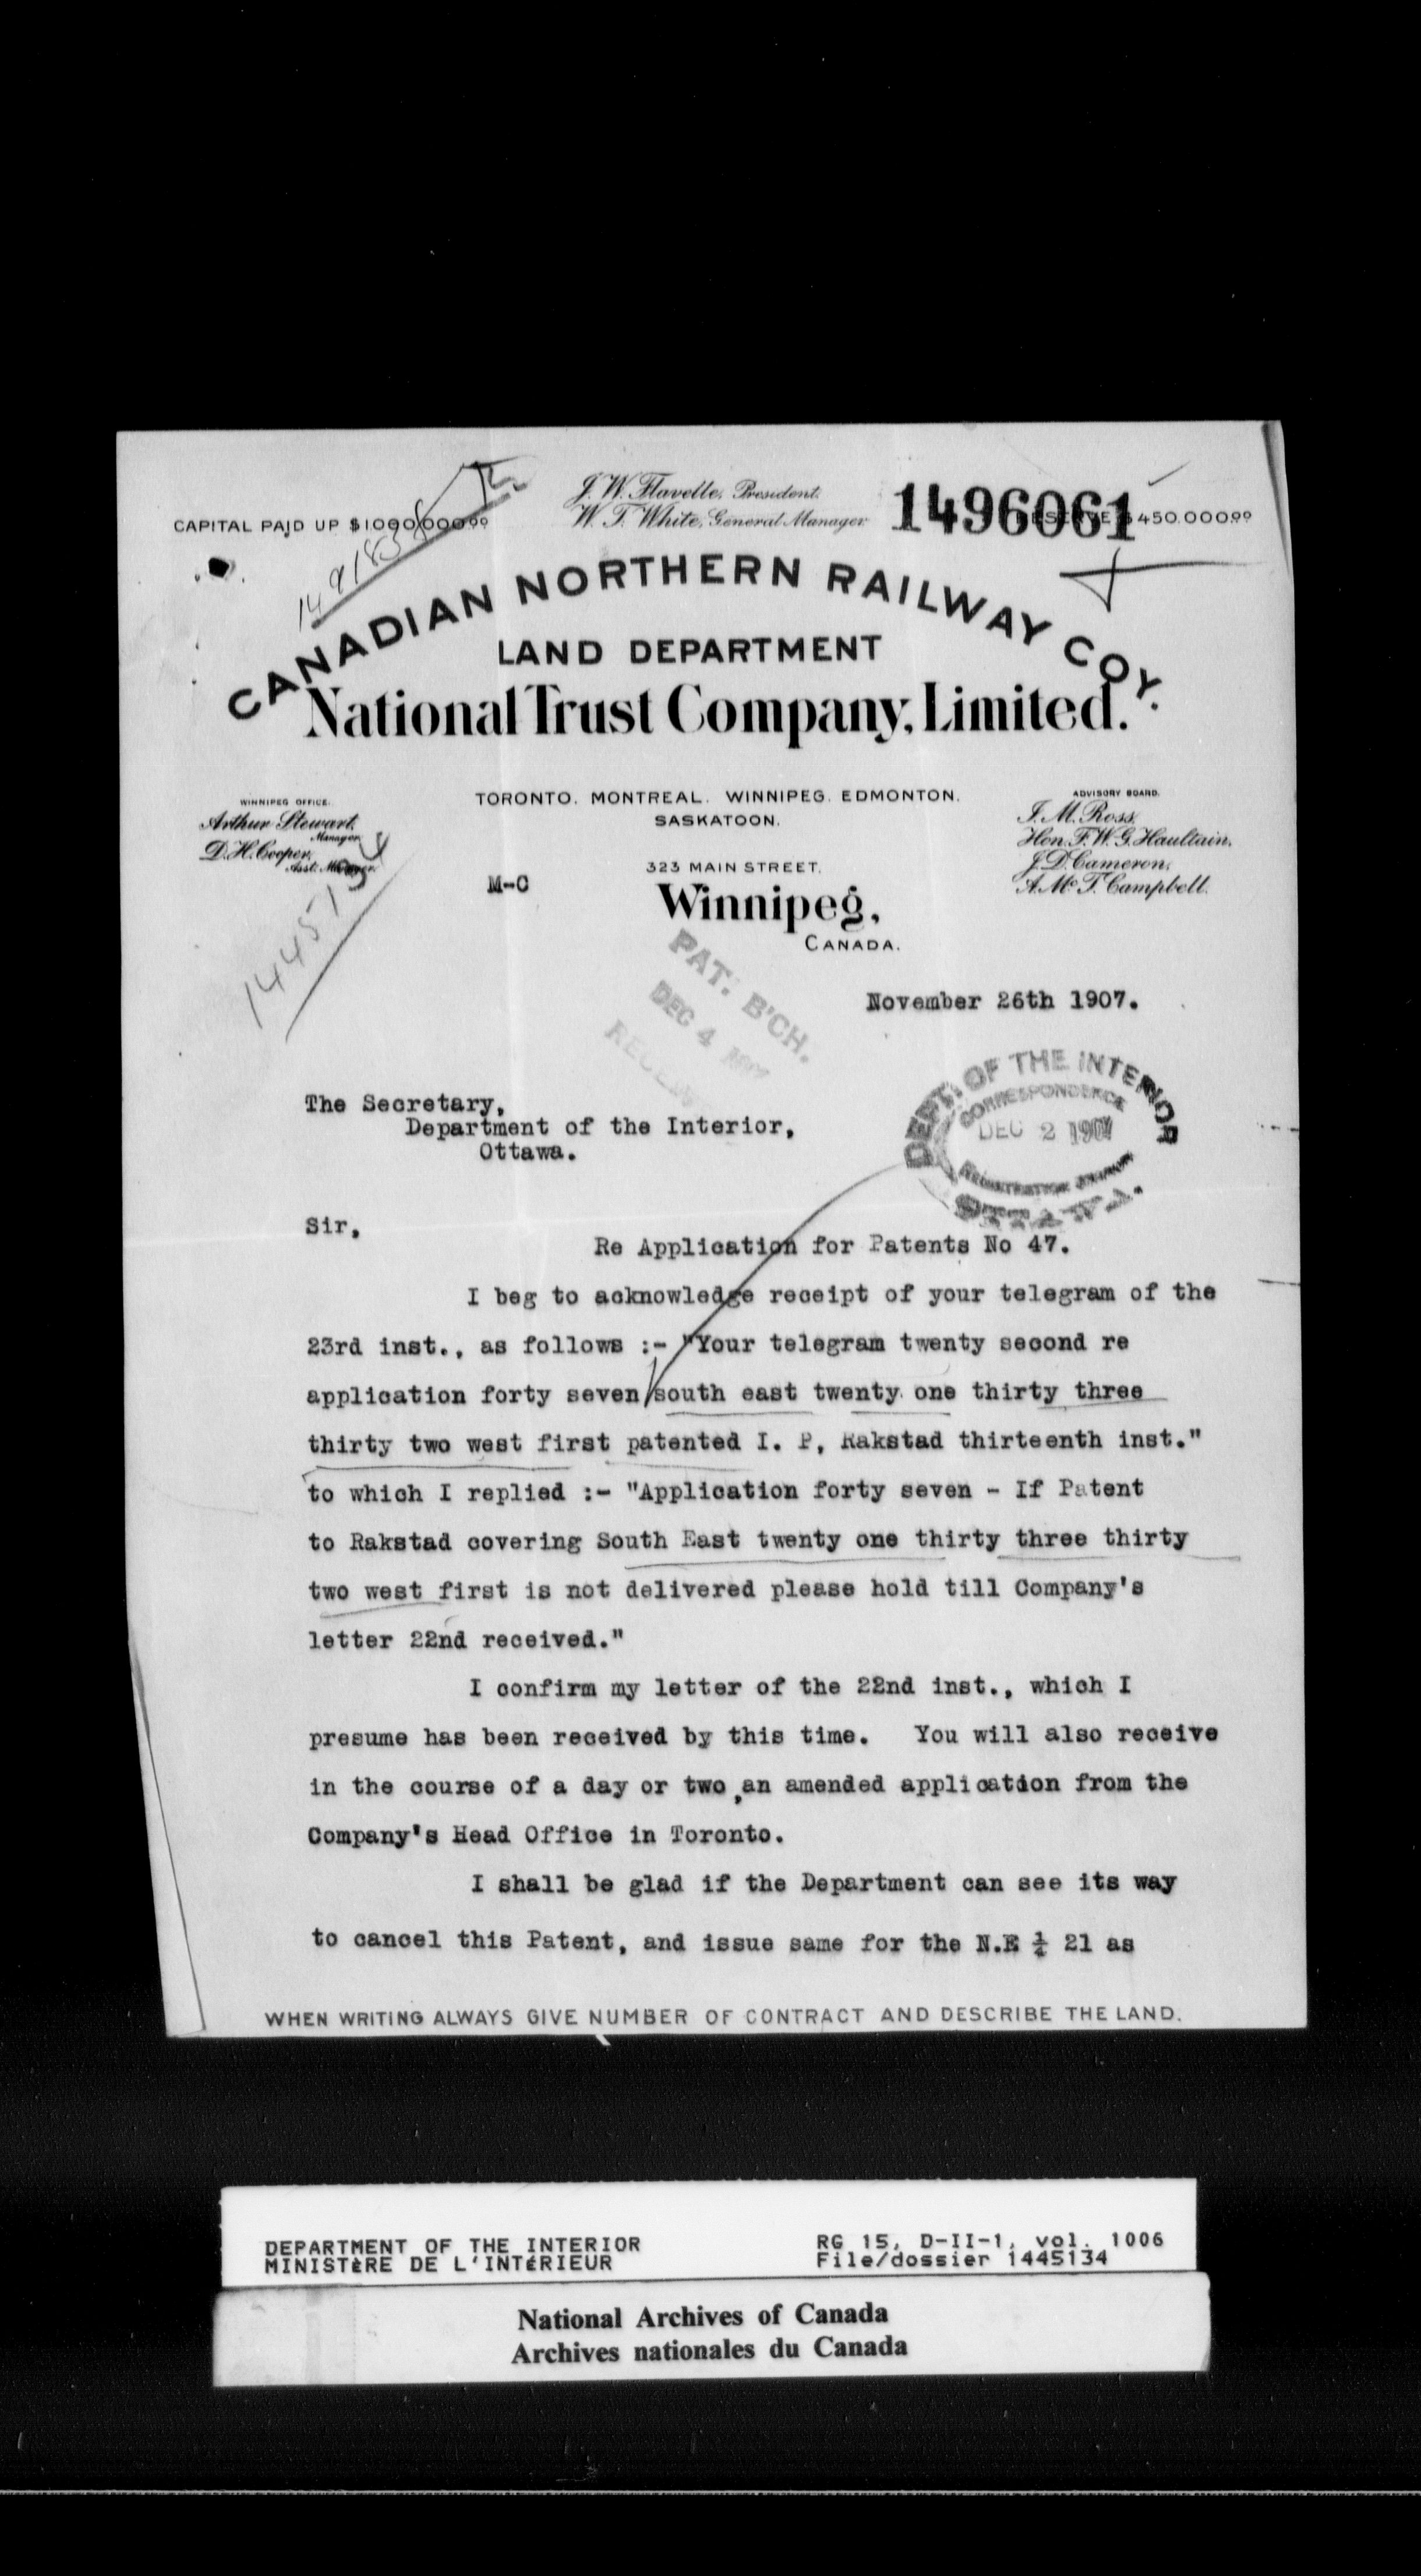 J. W. Flavelle, President.
W. T. White, General Manager
1496061
CAPITAL PAID UP $1000,000.00
450.000.00
CANADIAN NORTHERN RAILWAY COY.
LAND DEPARTMENT
National Trust Company, Limited.
TORONTO. MONTREAL. WINNIPEG. EDMONTON.
SASKATOON.
WINNIPEG OFFICE.
Arthur Stewart,
Manager.
D. H. Cooper,
Asst. Manager.
ADVISORY BOARD.
J. M. Ross,
Hon. F. W. G. Haultain,
J. D. Cameron,
A. Mc. T. Campbell.
323 MAIN STREET,
M-C
Winnipeg,
CANADA.
1445134
PAT. B'CH.
DEC 4 1907
November 26th 1907.
DEPT. OF THE INTERIOR
CORRESPONDENCE
DEC 2 1907
REGISTRATION BRANCH
OTTAWA.
The Secretary,
Department of the Interior,
Ottawa.
Sir,
Re Application for Patents No 47.
I beg to acknowledge receipt of your telegram of the
23rd inst., as follows :- "Your telegram twenty second re
application forty seven south east twenty one thirty three
thirty two west first patented I. P, Rakstad thirteenth inst."
to which I replied :- "Application forty seven - If Patent
to Rakstad covering South East twenty one thirty three thirty
two west first is not delivered please hold till Company's
letter 22nd received."
I confirm my letter of the 22nd inst., which I
presume has been received by this time. You will also receive
in the course of a day or two, an amended application from the
Company's Head Office in Toronto.
I shall be glad if the Department can see its way
to cancel this Patent, and issue same for the N.E ¼ 21 as
WHEN WRITING ALWAYS GIVE NUMBER OF CONTRACT AND DESCRIBE THE LAND.
DEPARTMENT OF THE INTERIOR
MINISTÈRE DE L'INTÉRIEUR
RG 15, D-II-1, vol. 1006
File/dossier 1445134
National Archives of Canada
Archives nationales du Canada